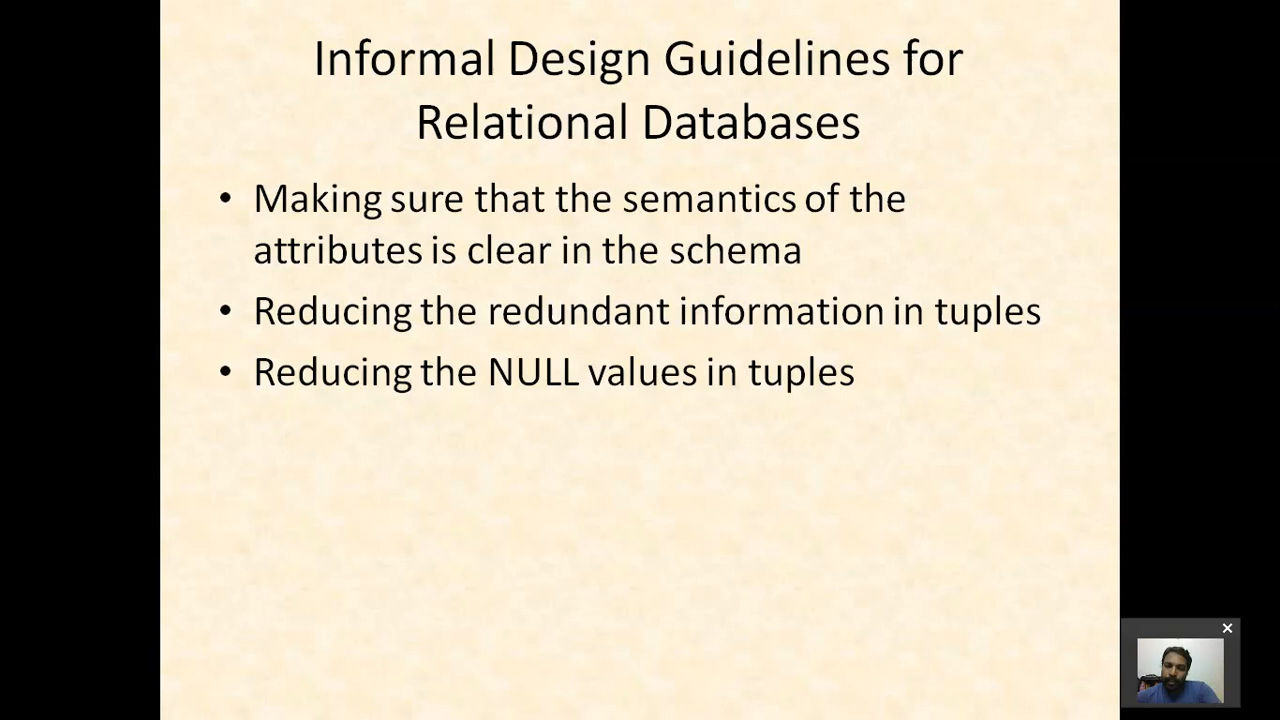 Informal Design Guidelines for
Relational Databases
• Making sure that the semantics of the
attributes is clear in the schema
• Reducing the redundant information in tuples
• Reducing the NULL values in tuples